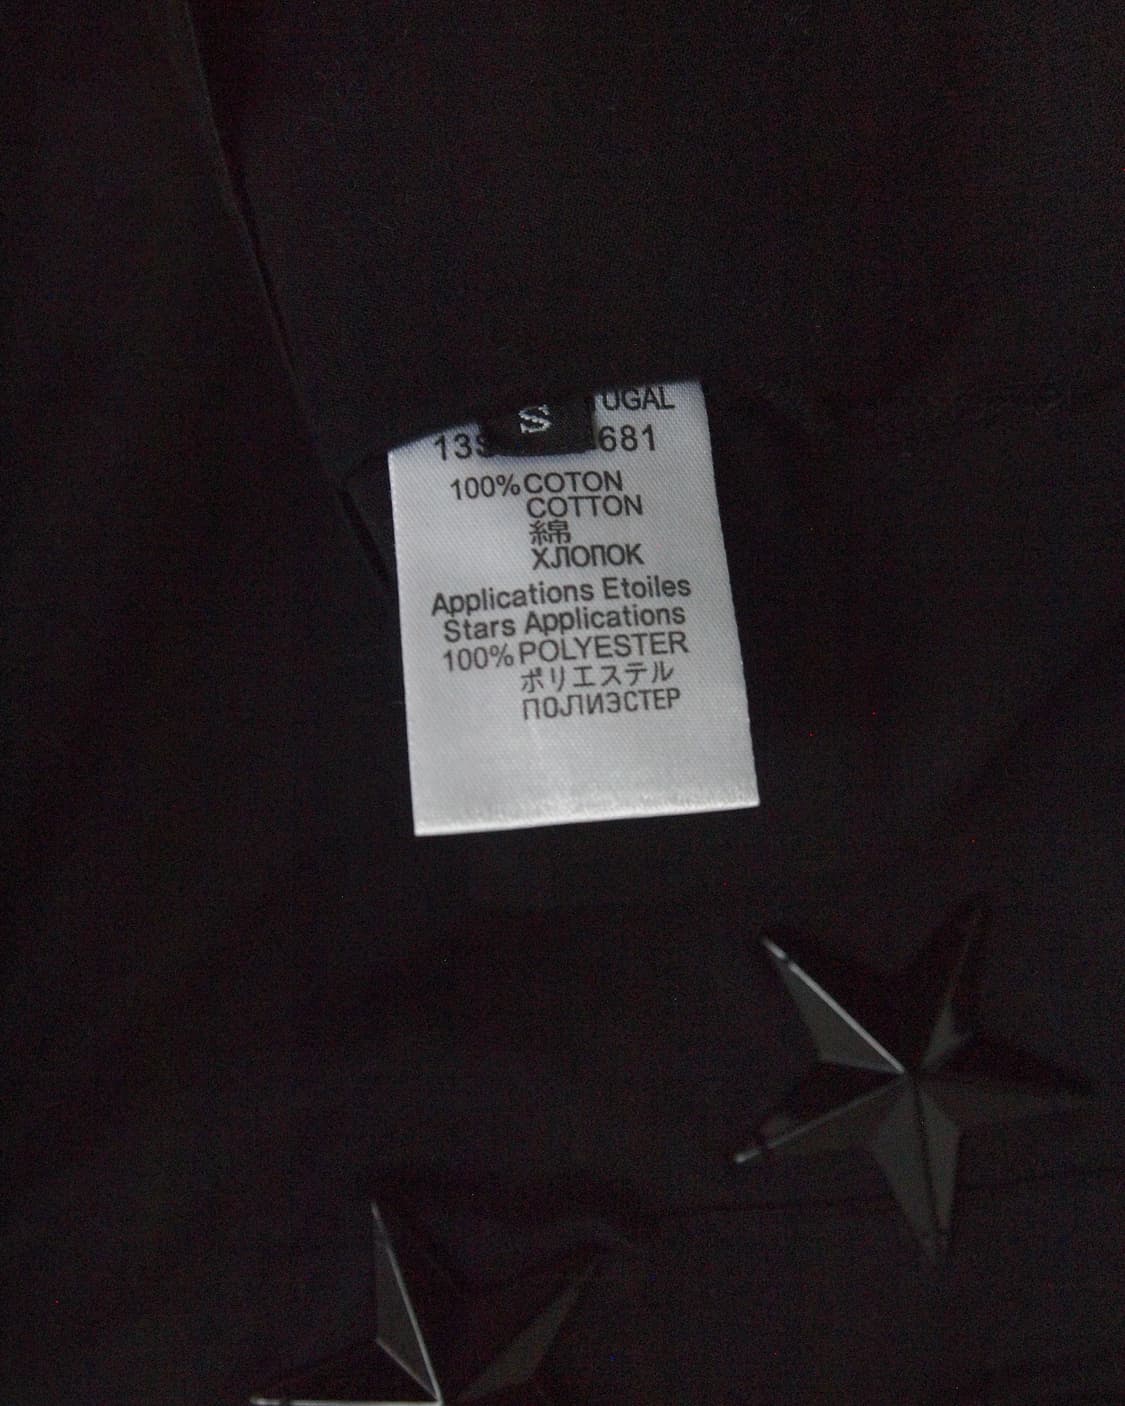 S
UGAL
13S 681
100% COTON
COTTON
綿
ХЛОПОК
Applications Etoiles
Stars Applications
100% POLYESTER
ポリエステル
ПОЛИЭСТЕР